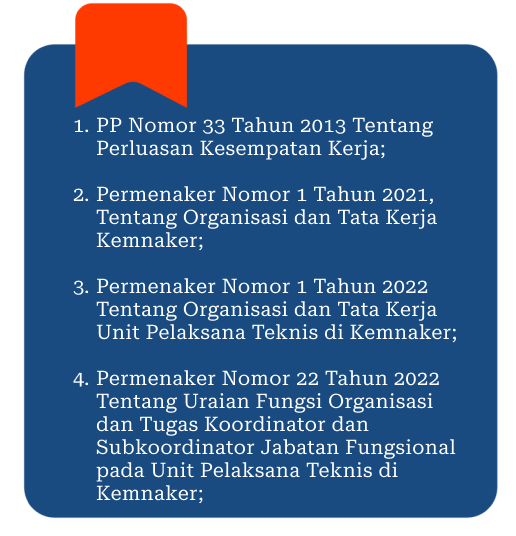 1. PP Nomor 33 Tahun 2013 Tentang
Perluasan Kesempatan Kerja;
2. Permenaker Nomor 1 Tahun 2021,
Tentang Organisasi dan Tata Kerja
Kemnaker;
3. Permenaker Nomor 1 Tahun 2022
Tentang Organisasi dan Tata Kerja
Unit Pelaksana Teknis di Kemnaker;
4. Permenaker Nomor 22 Tahun 2022
Tentang Uraian Fungsi Organisasi
dan Tugas Koordinator dan
Subkoordinator Jabatan Fungsional
pada Unit Pelaksana Teknis di
Kemnaker;